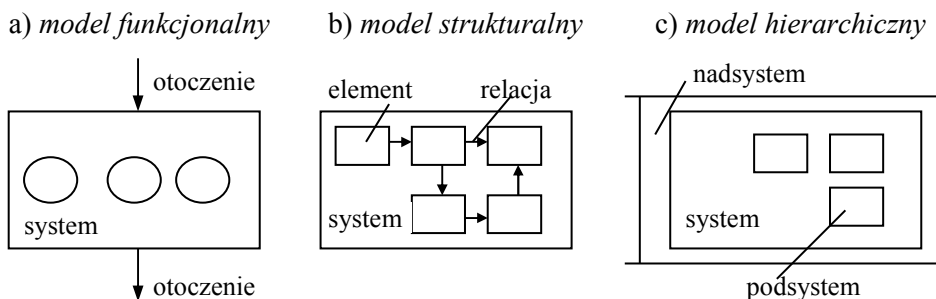 a) model funkcjonalny
b) model strukturalny
c) model hierarchiczny
otoczenie
system
otoczenie
element
relacja
system
nadsystem
system
podsystem